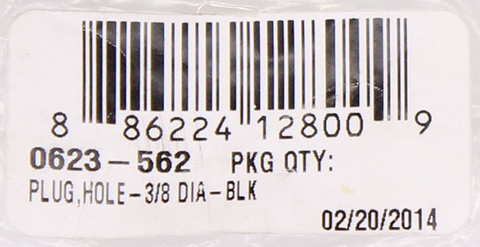 8 86224 12800 9
0623-562 PKG QTY:
PLUG,HOLE-3/8 DIA-BLK
02/20/2014